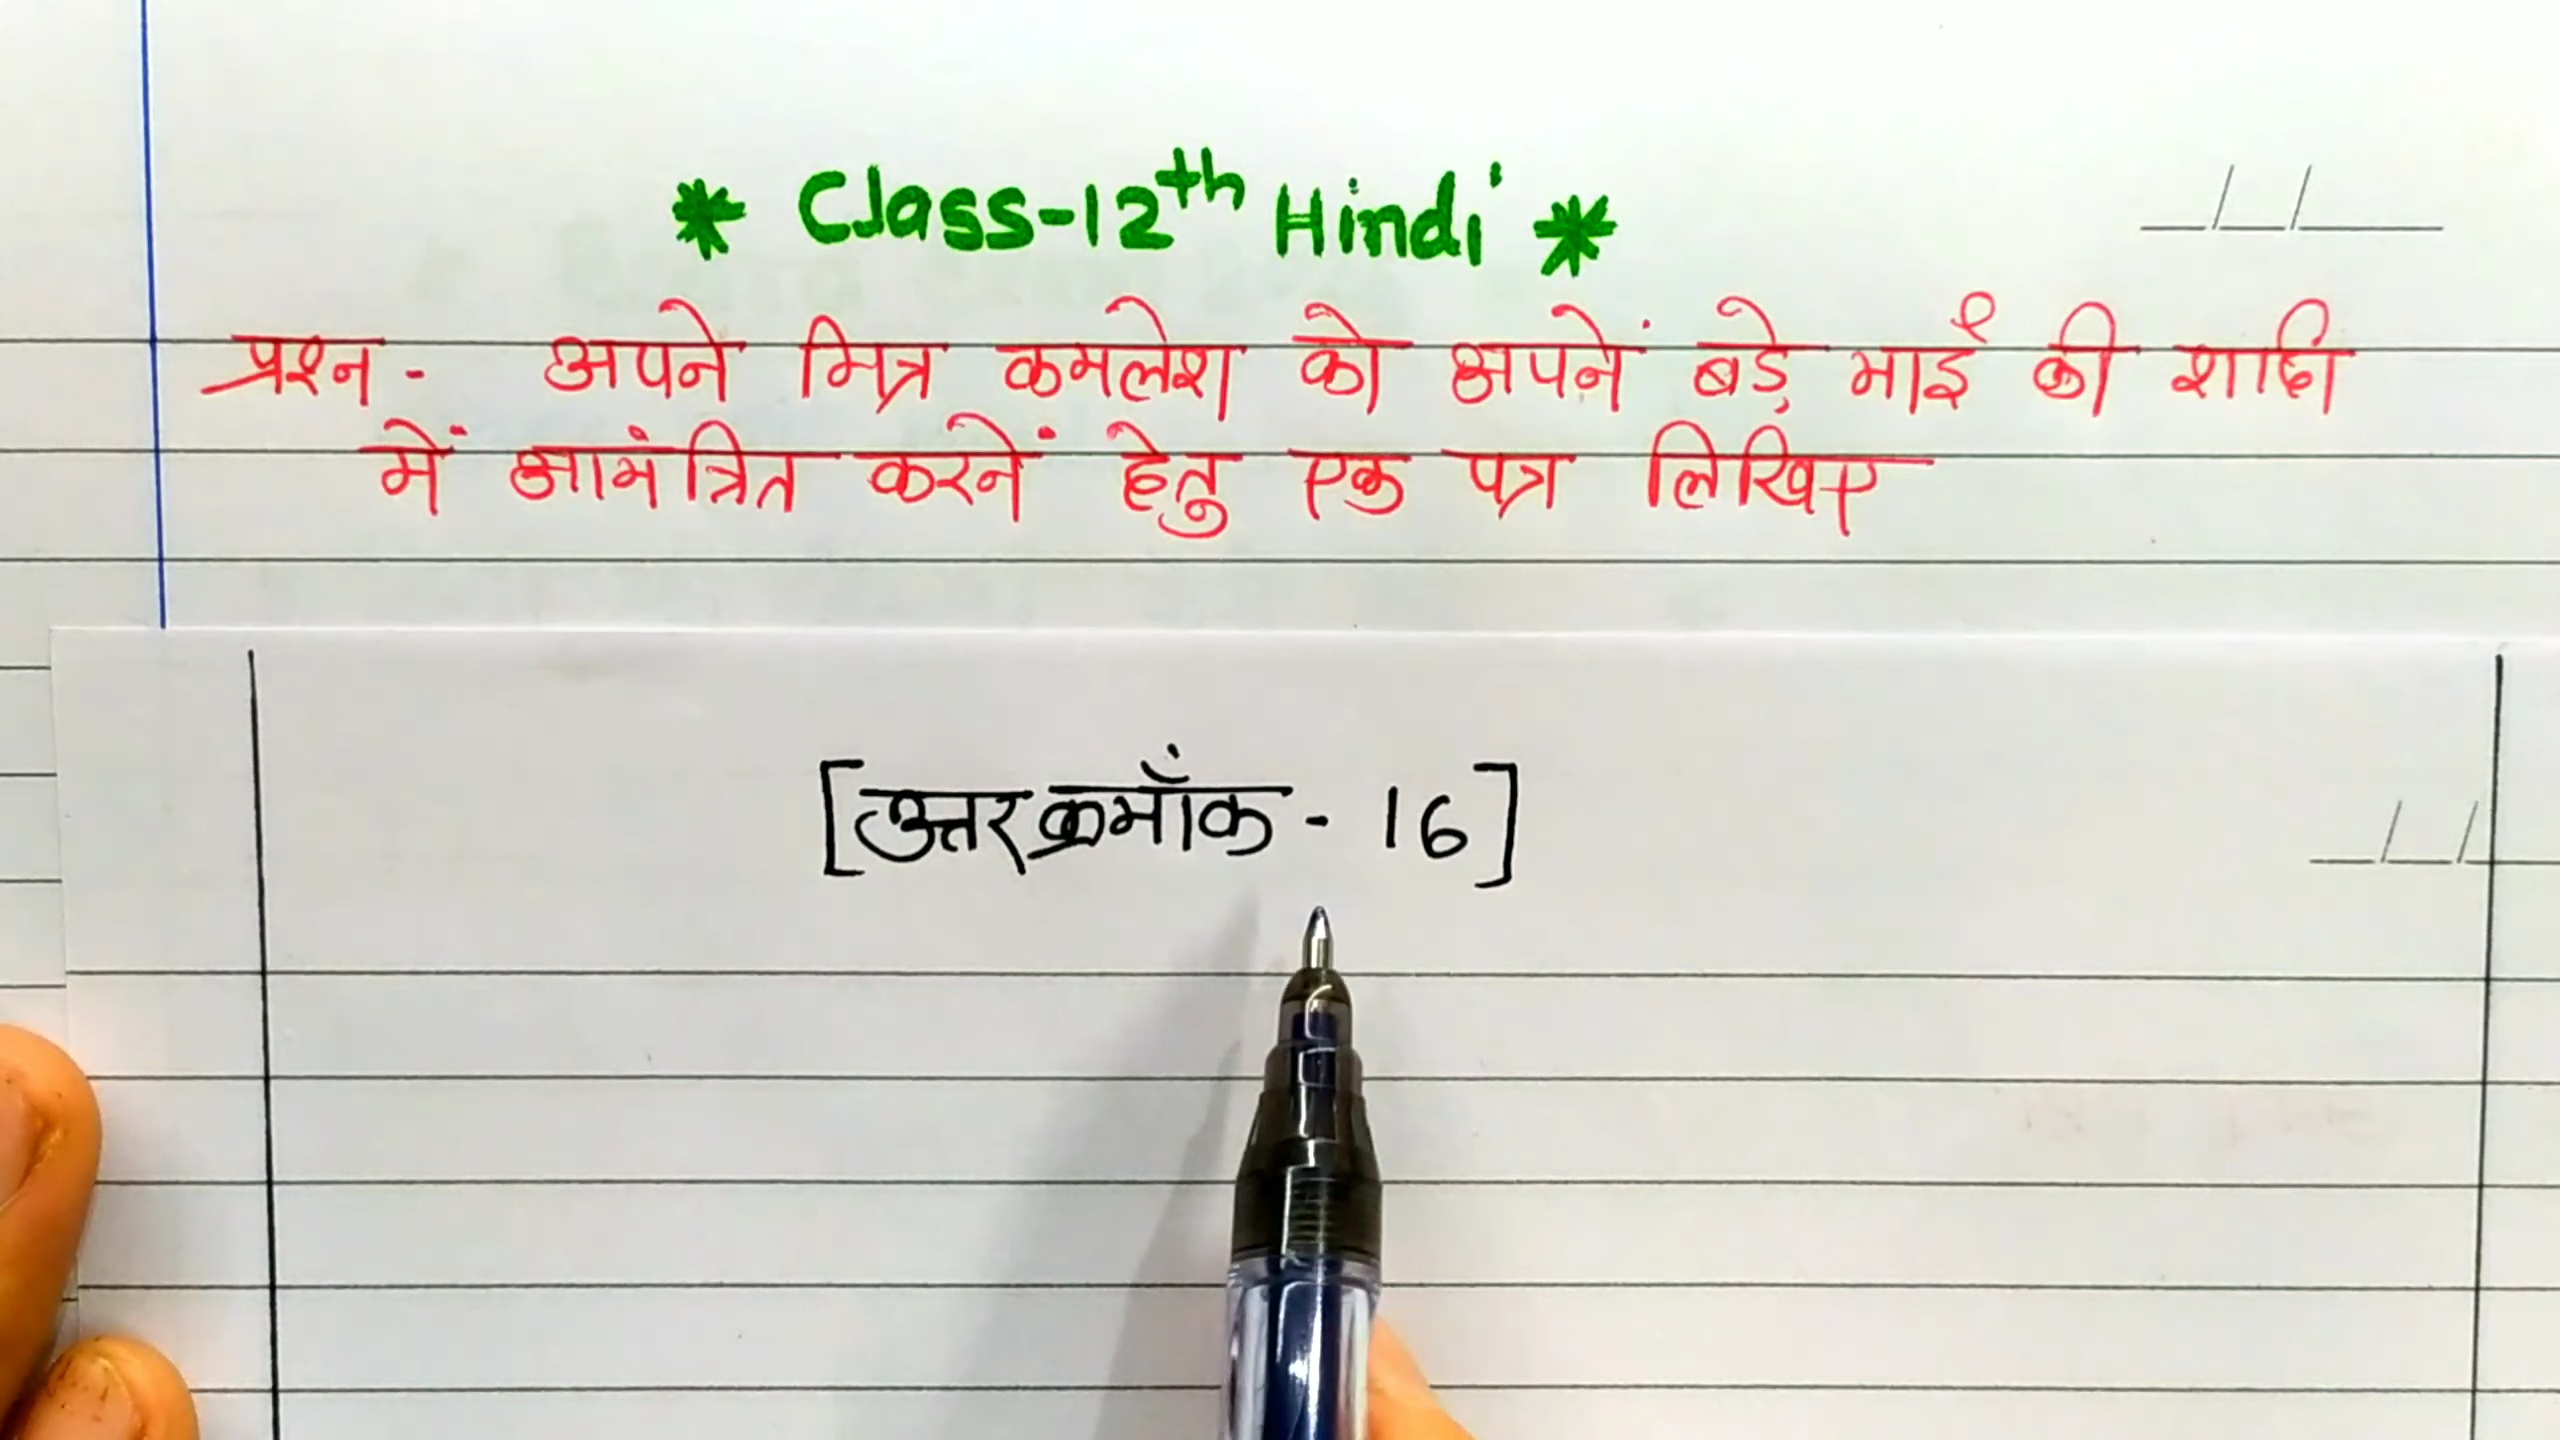 * Class-12th Hindi *
प्रश्न - अपने मित्र कमलेश को अपनें बड़े भाई की शादी
में आमंत्रित करनें हेतु एक पत्र लिखिए
[उत्तर क्रमाँंक - 16]